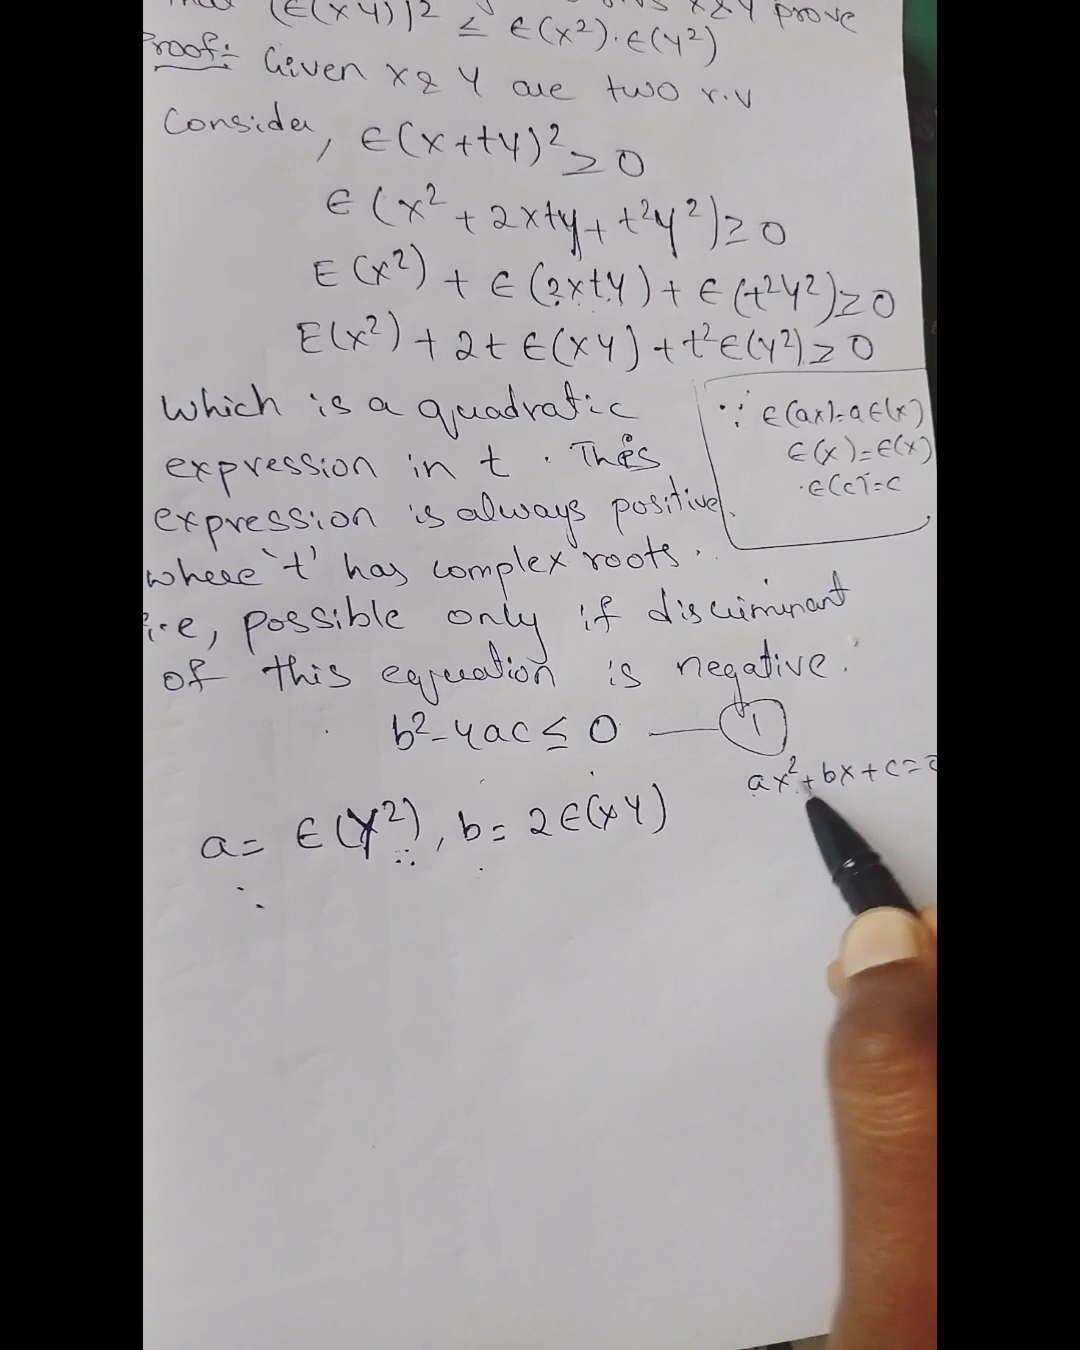 (E(XY))² ≤ E(X²).E(Y²)
X & Y prove
Proof:- Given X & Y are two r.v
Consider, E(X+tY)² ≥ 0
E(X² + 2XtY + t²Y²) ≥ 0
E(X²) + E(2XtY) + E(t²Y²) ≥ 0
E(X²) + 2t E(XY) + t²E(Y²) ≥ 0
which is a quadratic
expression in t. This
expression is always positive.
where 't' has complex roots.
i.e, possible only if discriminant
of this equation is negative.
∵ E(ax)=aE(x)
E(x)=E(x)
E(c)=c
b²-4ac ≤ 0 — 1
ax²+bx+c=
a= E(Y²), b= 2E(XY)